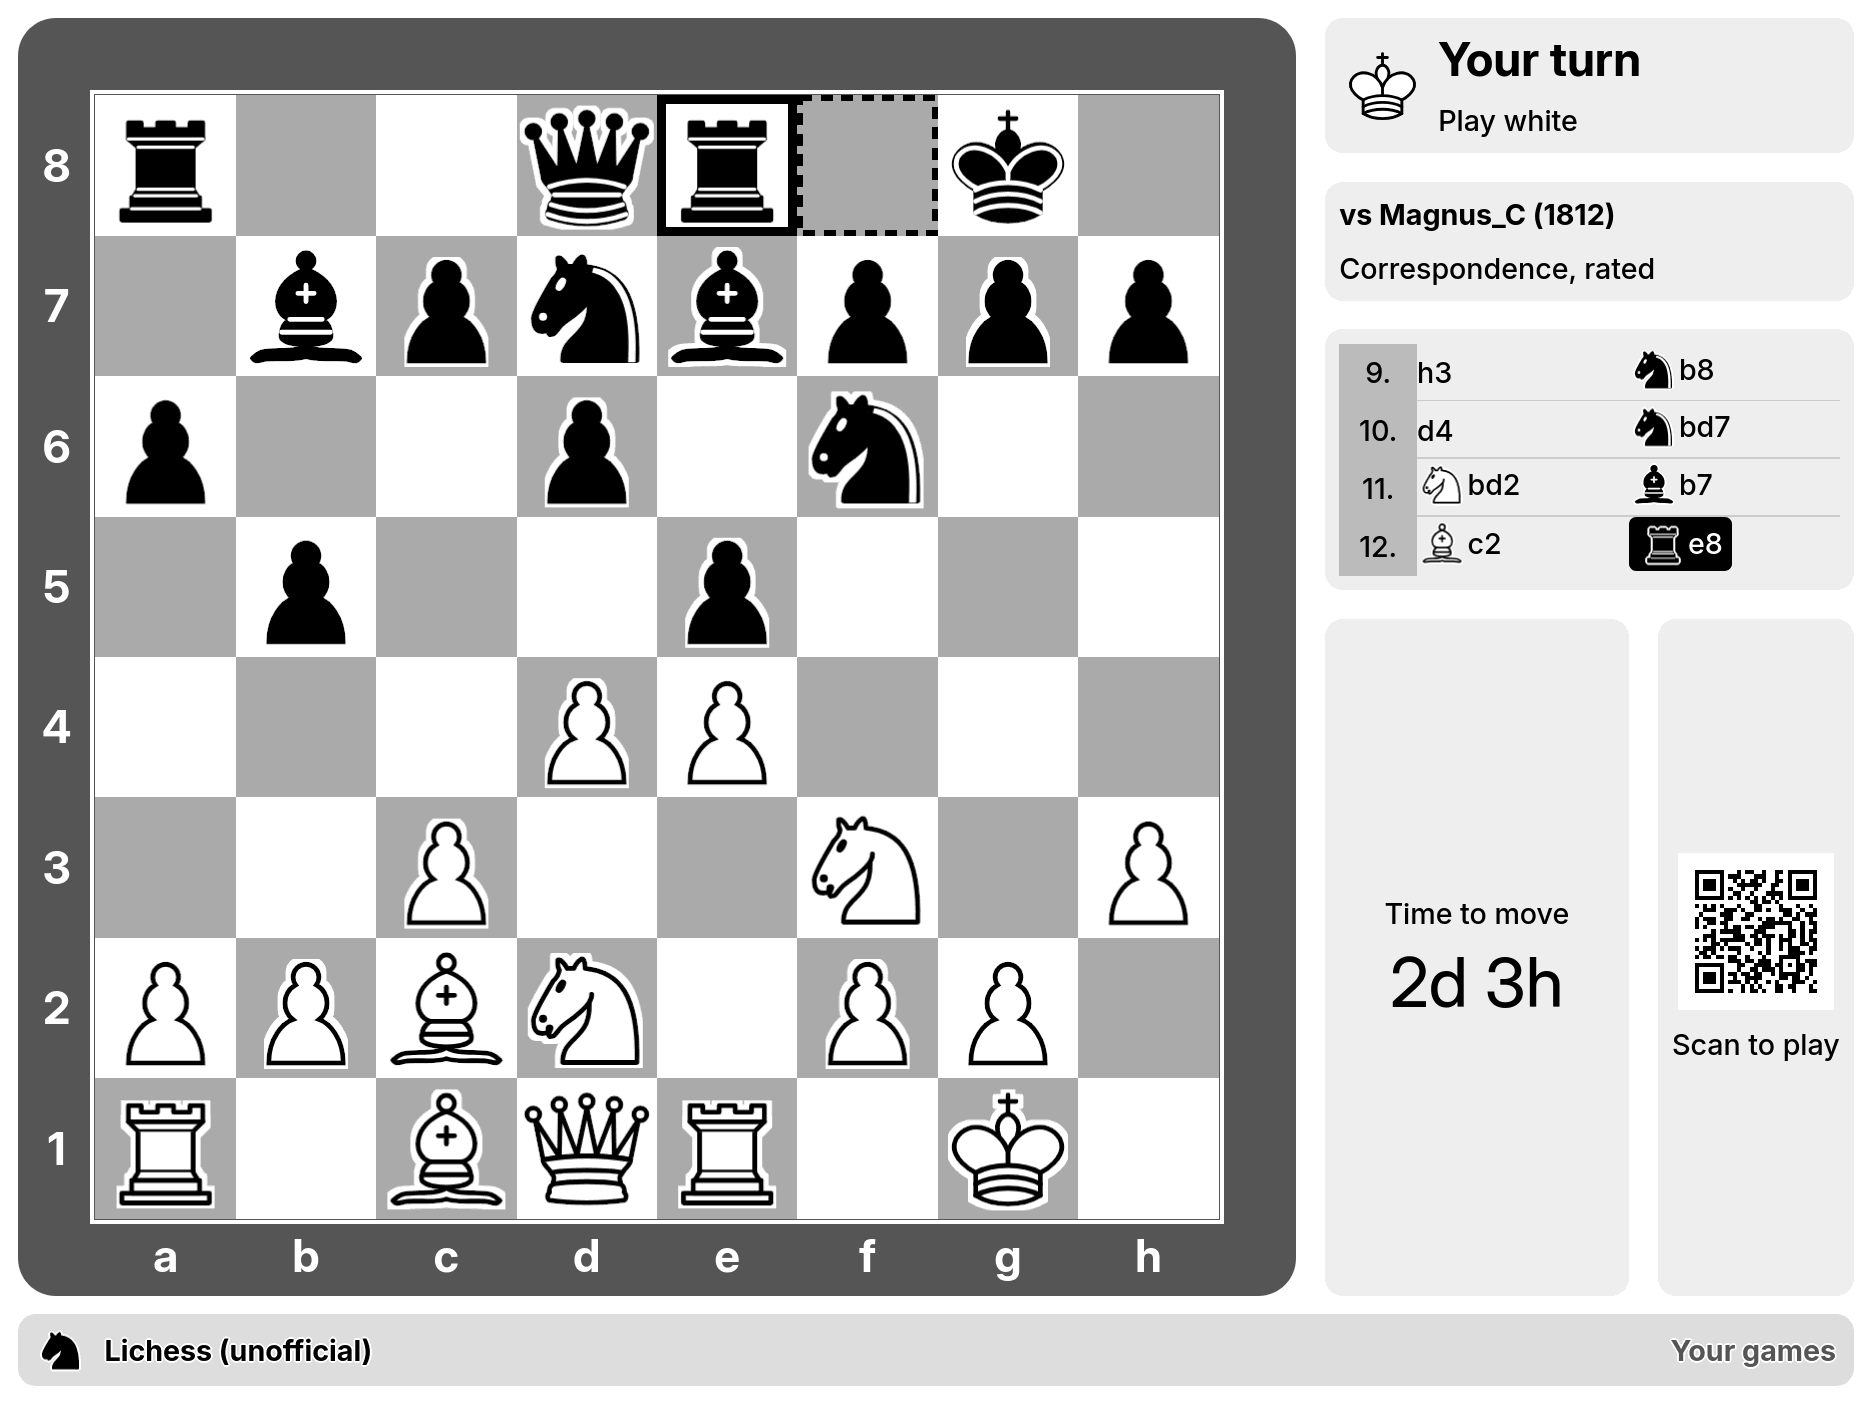 8
7
6
5
4
3
2
1
a b c d e f g h
Your turn
Play white
vs Magnus_C (1812)
Correspondence, rated
9. h3 b8
10. d4 bd7
11. bd2 b7
12. c2 e8
Time to move
2d 3h
Scan to play
Lichess (unofficial)
Your games